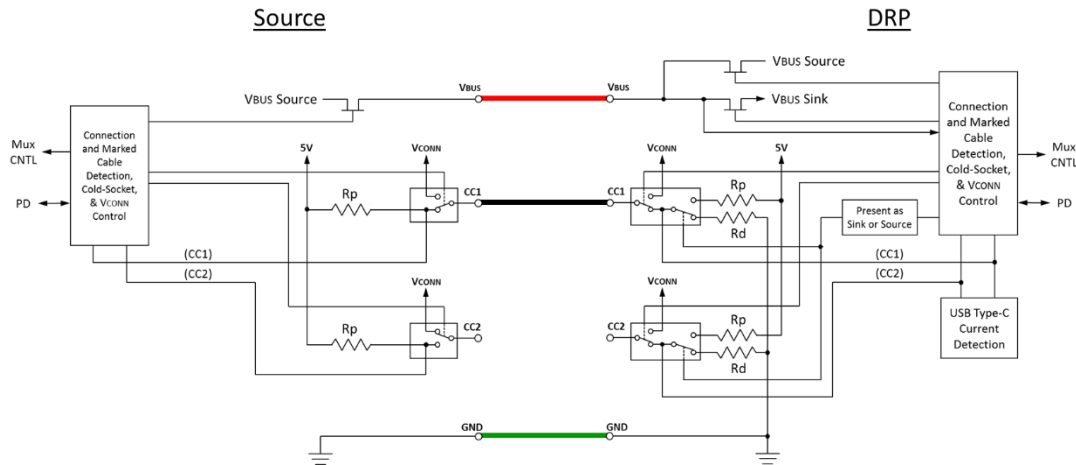 Source
DRP
VBUS Source
VBUS
VBUS
VBUS Source
VBUS Sink
Connection
and Marked
Cable
Detection,
Cold-Socket,
& VCONN
Control
Mux
CNTL
PD
5V
VCONN
Rp
CC1
(CC1)
(CC2)
VCONN
Rp
CC2
GND
VCONN
CC1
5V
Rp
Rd
Present as
Sink or Source
(CC1)
(CC2)
VCONN
CC2
Rp
Rd
GND
Connection
and Marked
Cable
Detection,
Cold-Socket,
& VCONN
Control
Mux
CNTL
PD
USB Type-C
Current
Detection